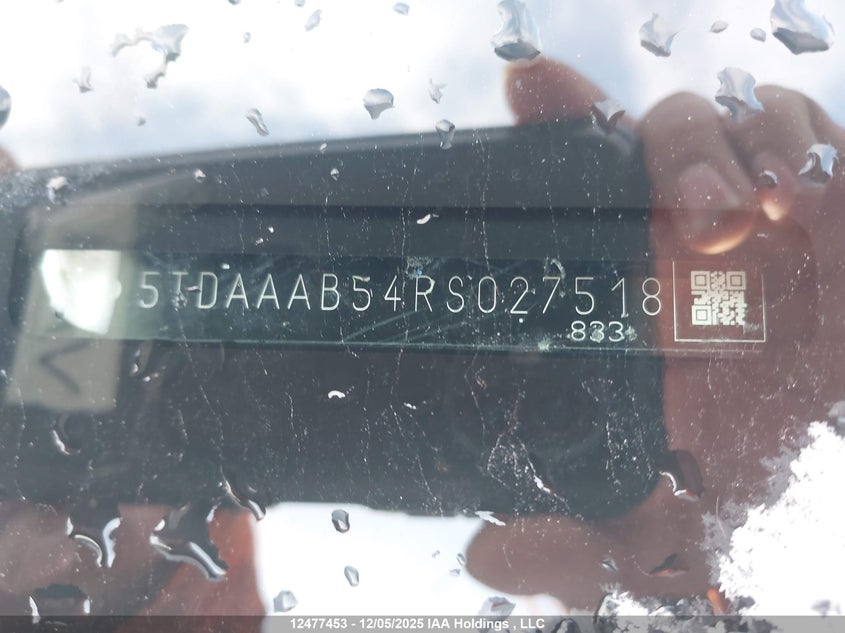 5TDAAAB54RS027518
833
12477453 - 12/05/2025 IAA Holdings , LLC